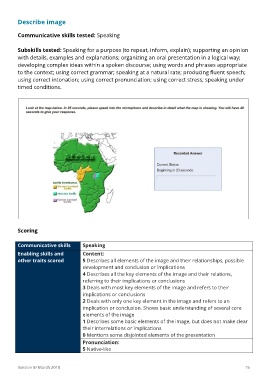 Describe image
Communicative skills tested: Speaking
Subskills tested: Speaking for a purpose (to repeat, inform, explain); supporting an opinion
with details, examples and explanations; organizing an oral presentation in a logical way;
developing complex ideas within a spoken discourse; using words and phrases appropriate
to the context; using correct grammar; speaking at a natural rate; producing fluent speech;
using correct intonation; using correct pronunciation; using correct stress; speaking under
timed conditions.
Look at the map below. In 25 seconds, please speak into the microphone and describe in detail what the map is showing. You will have 40
seconds to give your response.
Recorded Answer
Current Status:
Beginning in 23 seconds
Scoring
Communicative skills Speaking
Enabling skills and
other traits scored
Content:
5 Describes all elements of the image and their relationships, possible
development and conclusion or implications
4 Describes all the key elements of the image and their relations,
referring to their implications or conclusions
3 Deals with most key elements of the image and refers to their
implications or conclusions
2 Deals with only one key element in the image and refers to an
implication or conclusion. Shows basic understanding of several core
elements of the image
1 Describes some basic elements of the image, but does not make clear
their interrelations or implications
0 Mentions some disjointed elements of the presentation
Pronunciation:
5 Native-like